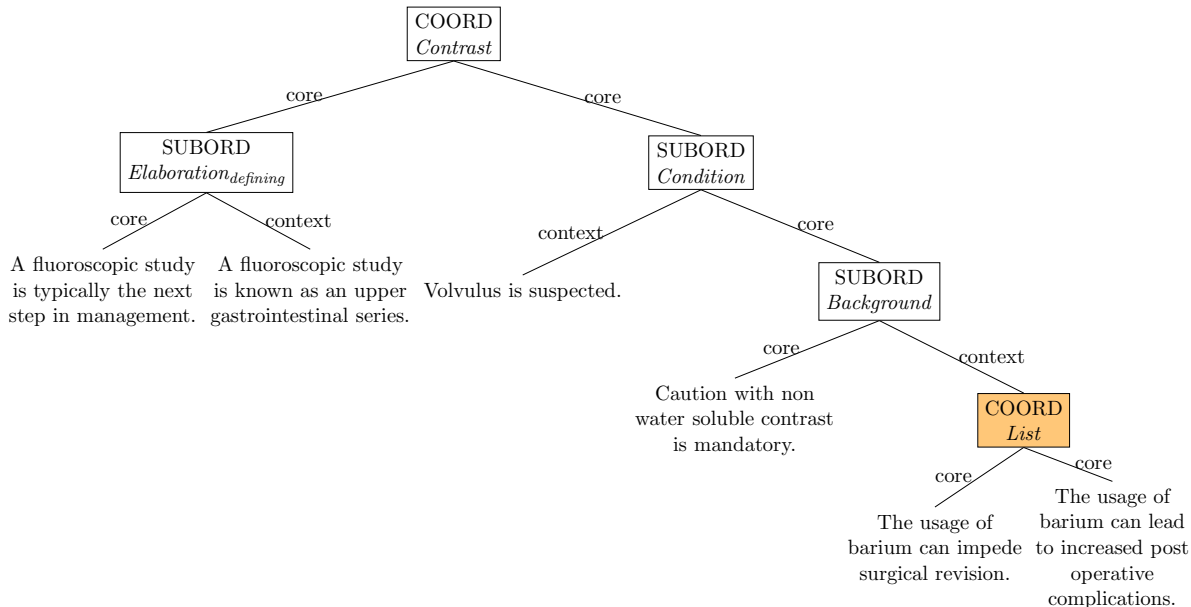 COORD
Contrast
core
core
SUBORD
Elaboration_defining
SUBORD
Condition
core
context
context
core
A fluoroscopic study
is typically the next
step in management.
A fluoroscopic study
is known as an upper
gastrointestinal series.
Volvulus is suspected.
SUBORD
Background
core
context
Caution with non
water soluble contrast
is mandatory.
COORD
List
core
core
The usage of
barium can impede
surgical revision.
The usage of
barium can lead
to increased post
operative
complications.